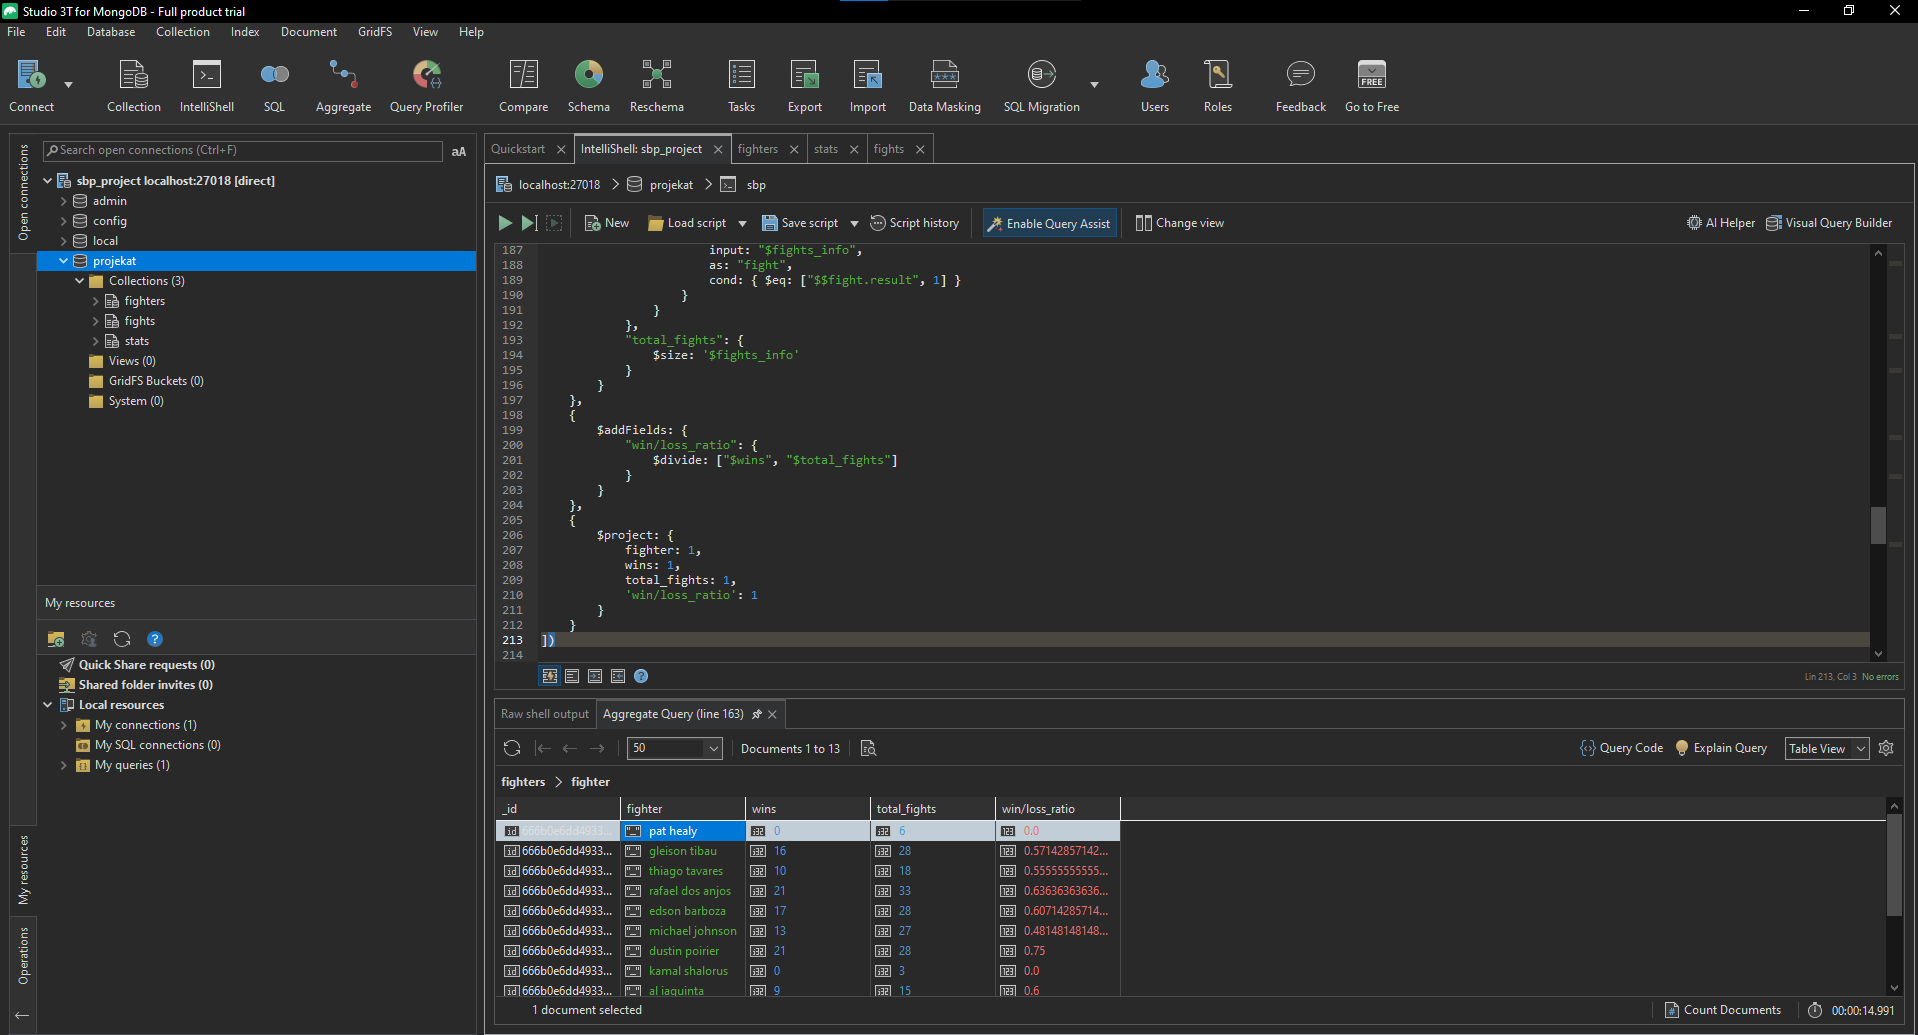 Studio 3T for MongoDB - Full product trial
File Edit Database Collection Index Document GridFS View Help
Connect Collection IntelliShell SQL Aggregate Query Profiler Compare Schema Reschema Tasks Export Import Data Masking SQL Migration Users Roles Feedback FREE Go to Free
Open connections
Search open connections (Ctrl+F) aA
sbp_project localhost:27018 [direct]
admin
config
local
projekat
Collections (3)
fighters
fights
stats
Views (0)
GridFS Buckets (0)
System (0)
My resources
Quick Share requests (0)
Shared folder invites (0)
Local resources
My connections (1)
My SQL connections (0)
My queries (1)
My resources
Operations
Quickstart IntelliShell: sbp_project fighters stats fights
localhost:27018 projekat sbp
New Load script Save script Script history Enable Query Assist Change view AI Helper Visual Query Builder
187 input: "$fights_info",
188 as: "fight",
189 cond: { $eq: ["$$fight.result", 1] }
190 }
191 }
192 },
193 "total_fights": {
194 $size: '$fights_info'
195 }
196 }
197 },
198 {
199 $addFields: {
200 "win/loss_ratio": {
201 $divide: ["$wins", "$total_fights"]
202 }
203 }
204 },
205 {
206 $project: {
207 fighter: 1,
208 wins: 1,
209 total_fights: 1,
210 'win/loss_ratio': 1
211 }
212 }
213 ])
214
Lin 213, Col 3 No errors
Raw shell output Aggregate Query (line 163)
50 Documents 1 to 13 Query Code Explain Query Table View
fighters fighter
_id fighter wins total_fights win/loss_ratio
666b0e6dd4933... pat healy 0 6 0.0
666b0e6dd4933... gleison tibau 16 28 0.57142857142...
666b0e6dd4933... thiago tavares 10 18 0.55555555555...
666b0e6dd4933... rafael dos anjos 21 33 0.63636363636...
666b0e6dd4933... edson barboza 17 28 0.60714285714...
666b0e6dd4933... michael johnson 13 27 0.48148148148...
666b0e6dd4933... dustin poirier 21 28 0.75
666b0e6dd4933... kamal shalorus 0 3 0.0
666b0e6dd4933... al iaquinta 9 15 0.6
1 document selected Count Documents 00:00:14.991